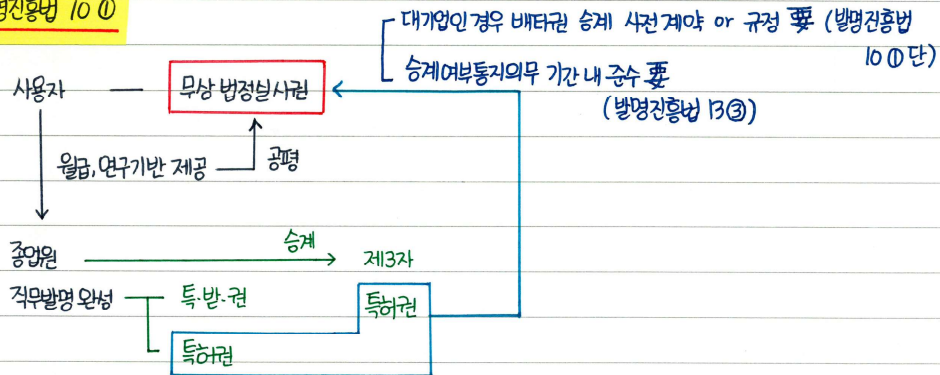 명진흥법 10 ①
대기업인 경우 배타권 승계 사전계약 or 규정 要 (발명진흥법
10 ① 단)
사용자 — 무상 법정실시권
승계여부통지의무 기간 내 준수 要
(발명진흥법 13③)
월급, 연구기반 제공
공평
종업원
승계
제3자
직무발명 완성
특·받·권
특허권
특허권